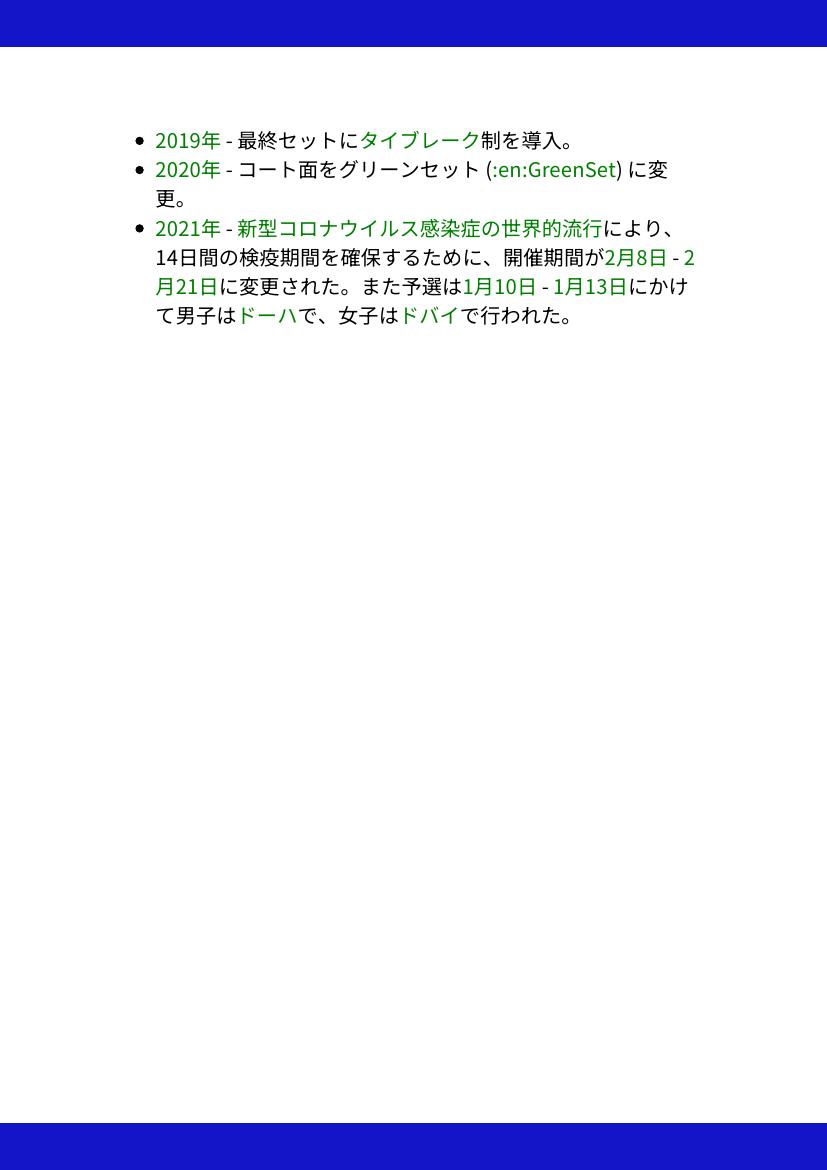 • 2019年 - 最終セットにタイブレーク制を導入。
• 2020年 - コート面をグリーンセット (:en:GreenSet) に変
更。
• 2021年 - 新型コロナウイルス感染症の世界的流行により、
14日間の検疫期間を確保するために、開催期間が2月8日 - 2
月21日に変更された。また予選は1月10日 - 1月13日にかけ
て男子はドーハで、女子はドバイで行われた。